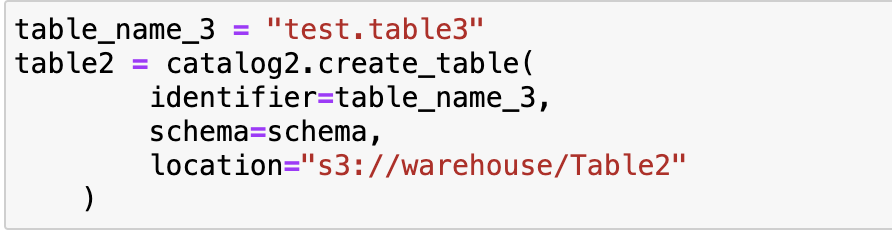 table_name_3 = "test.table3"
table2 = catalog2.create_table(
        identifier=table_name_3,
        schema=schema,
        location="s3://warehouse/Table2"
    )